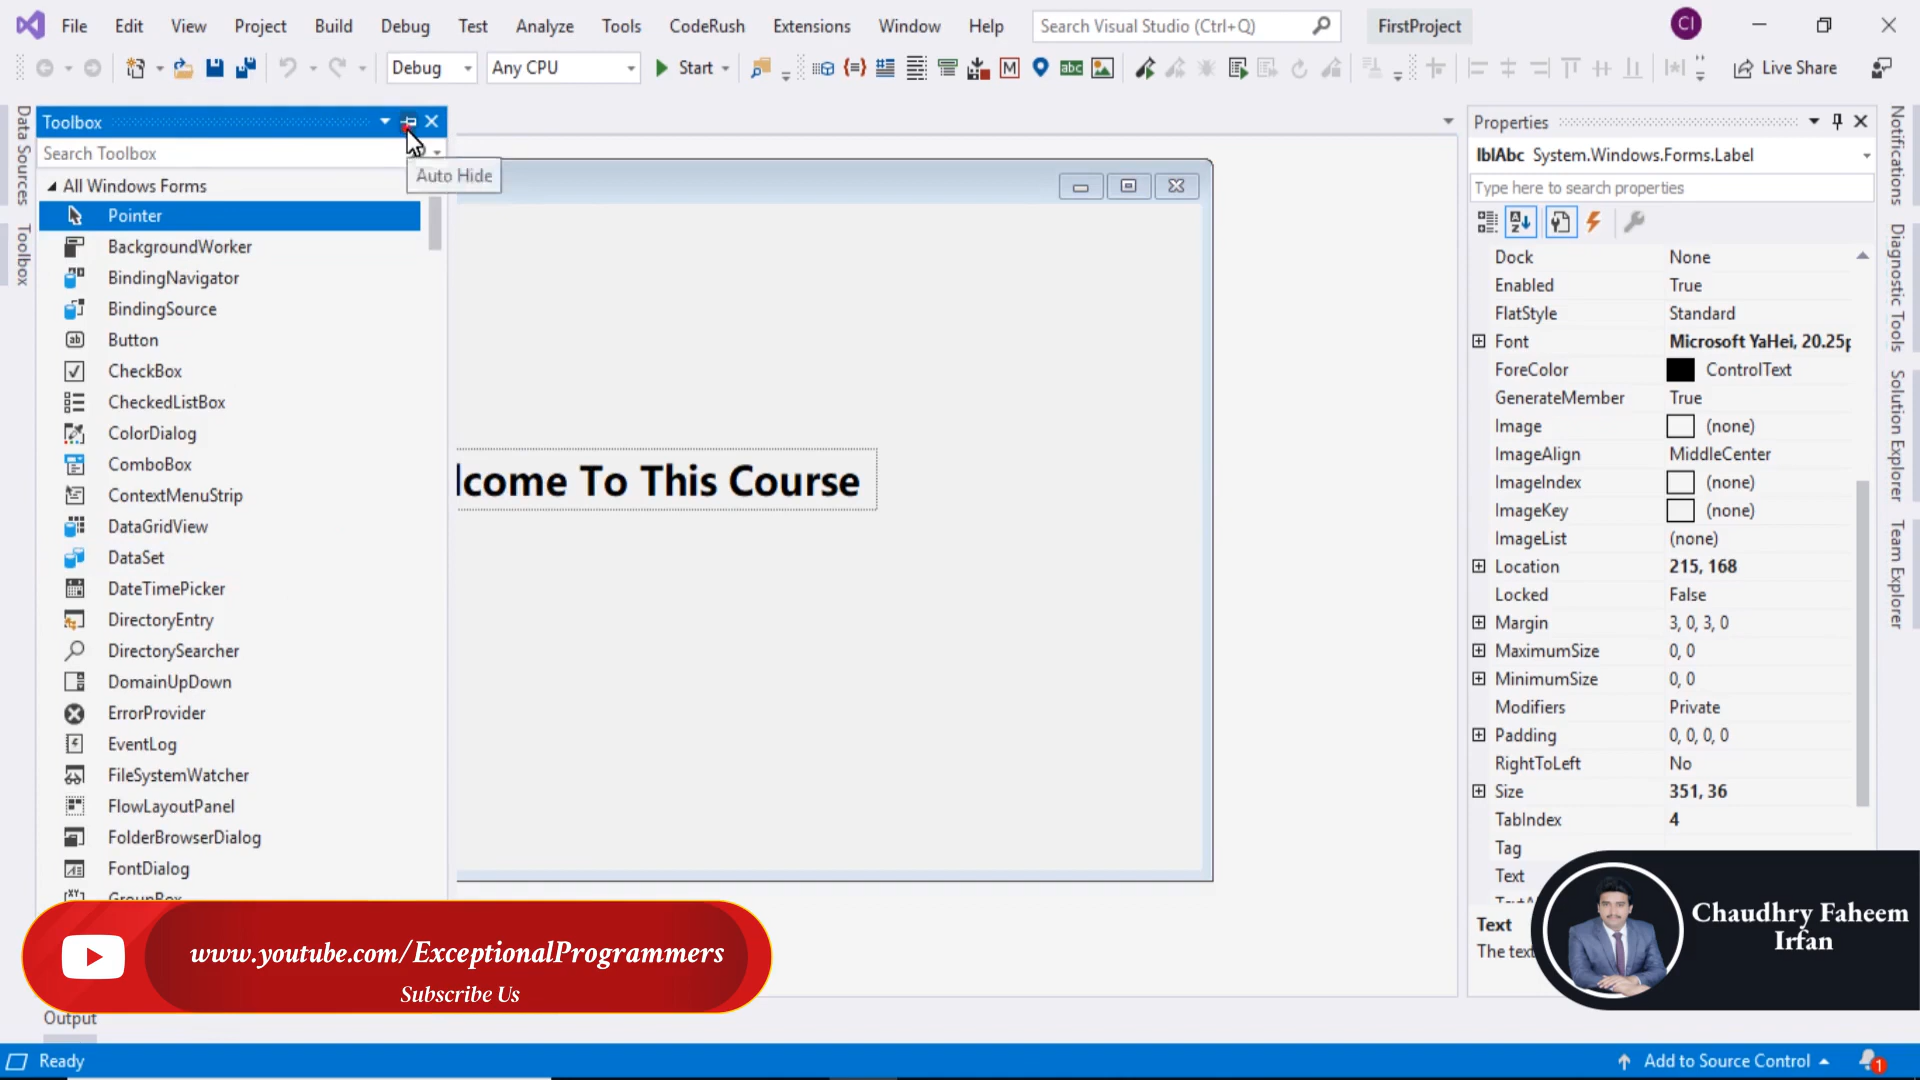 File Edit View Project Build Debug Test Analyze Tools CodeRush Extensions Window Help Search Visual Studio (Ctrl+Q) FirstProject CI
Debug Any CPU Start Live Share
Data Sources
Toolbox
Toolbox
Search Toolbox
Auto Hide
All Windows Forms
Pointer
BackgroundWorker
BindingNavigator
BindingSource
Button
CheckBox
CheckedListBox
ColorDialog
ComboBox
ContextMenuStrip
DataGridView
DataSet
DateTimePicker
DirectoryEntry
DirectorySearcher
DomainUpDown
ErrorProvider
EventLog
FileSystemWatcher
FlowLayoutPanel
FolderBrowserDialog
FontDialog
GroupBox
lcome To This Course
Properties
lblAbc System.Windows.Forms.Label
Type here to search properties
Dock None
Enabled True
FlatStyle Standard
Font Microsoft YaHei, 20.25p
ForeColor ControlText
GenerateMember True
Image (none)
ImageAlign MiddleCenter
ImageIndex (none)
ImageKey (none)
ImageList (none)
Location 215, 168
Locked False
Margin 3, 0, 3, 0
MaximumSize 0, 0
MinimumSize 0, 0
Modifiers Private
Padding 0, 0, 0, 0
RightToLeft No
Size 351, 36
TabIndex 4
Tag
Text
Text
The text
Notifications
Diagnostic Tools
Solution Explorer
Team Explorer
Chaudhry Faheem
Irfan
www.youtube.com/ExceptionalProgrammers
Subscribe Us
Output
Ready Add to Source Control 1